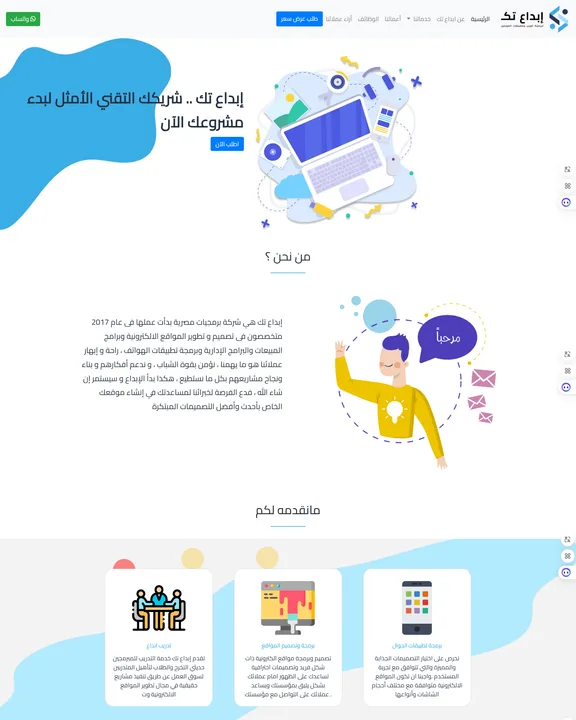 إبداع تك
الرئيسية
عن ابداع تك
خدماتنا
أعمالنا
الوظائف
آراء عملائنا
طلب عرض سعر
واتساب
إبداع تك .. شريكك التقني الأمثل لبدء
مشروعك الآن
اطلب الآن
من نحن ؟
إبداع تك هي شركة برمجيات مصرية بدأت عملها فى عام 2017
متخصصون فى تصميم و تطوير المواقع الالكترونية وبرامج
المبيعات والبرامج الإدارية وبرمجة تطبيقات الهواتف ، راحة و إبهار
عملائنا هو ما يهمنا ، نؤمن بقوة الشباب ، و ندعم أفكارهم و بناء
ونجاح مشاريعهم بكل ما نستطيع ، هكذا بدأ الإبداع و سيستمر إن
شاء الله ، فدع الفرصة لخبرائنا لمساعدتك في إنشاء موقعك
الخاص بأحدث وأفضل التصميمات المبتكرة
مرحباً
مانقدمه لكم
برمجة تطبيقات الجوال
نحرص على اختيار التصميمات الجذابة
المستخدم .واجبنا ان تكون المواقع
والمميزة والتي تتوافق مع تجربة
الالكترونية متوافقة مع مختلف أحجام
الشاشات وأنواعها
برمجة وتصميم المواقع
تصميم وبرمجة مواقع الكترونية ذات
شكل فريد وتصميمات احترافية
تساعدك على الظهور امام عملائك
بشكل يليق بمؤسستك ويساعد
عملائك على التواصل مع مؤسستك .
تدريب ابداع
تقدم إبداع تك خدمة التدريب للمبرمجين
حديثي التخرج والطلاب لتأهيل المتدربين
لسوق العمل عن طريق تنفيذ مشاريع
حقيقية في مجال تطوير المواقع
الالكترونية وت